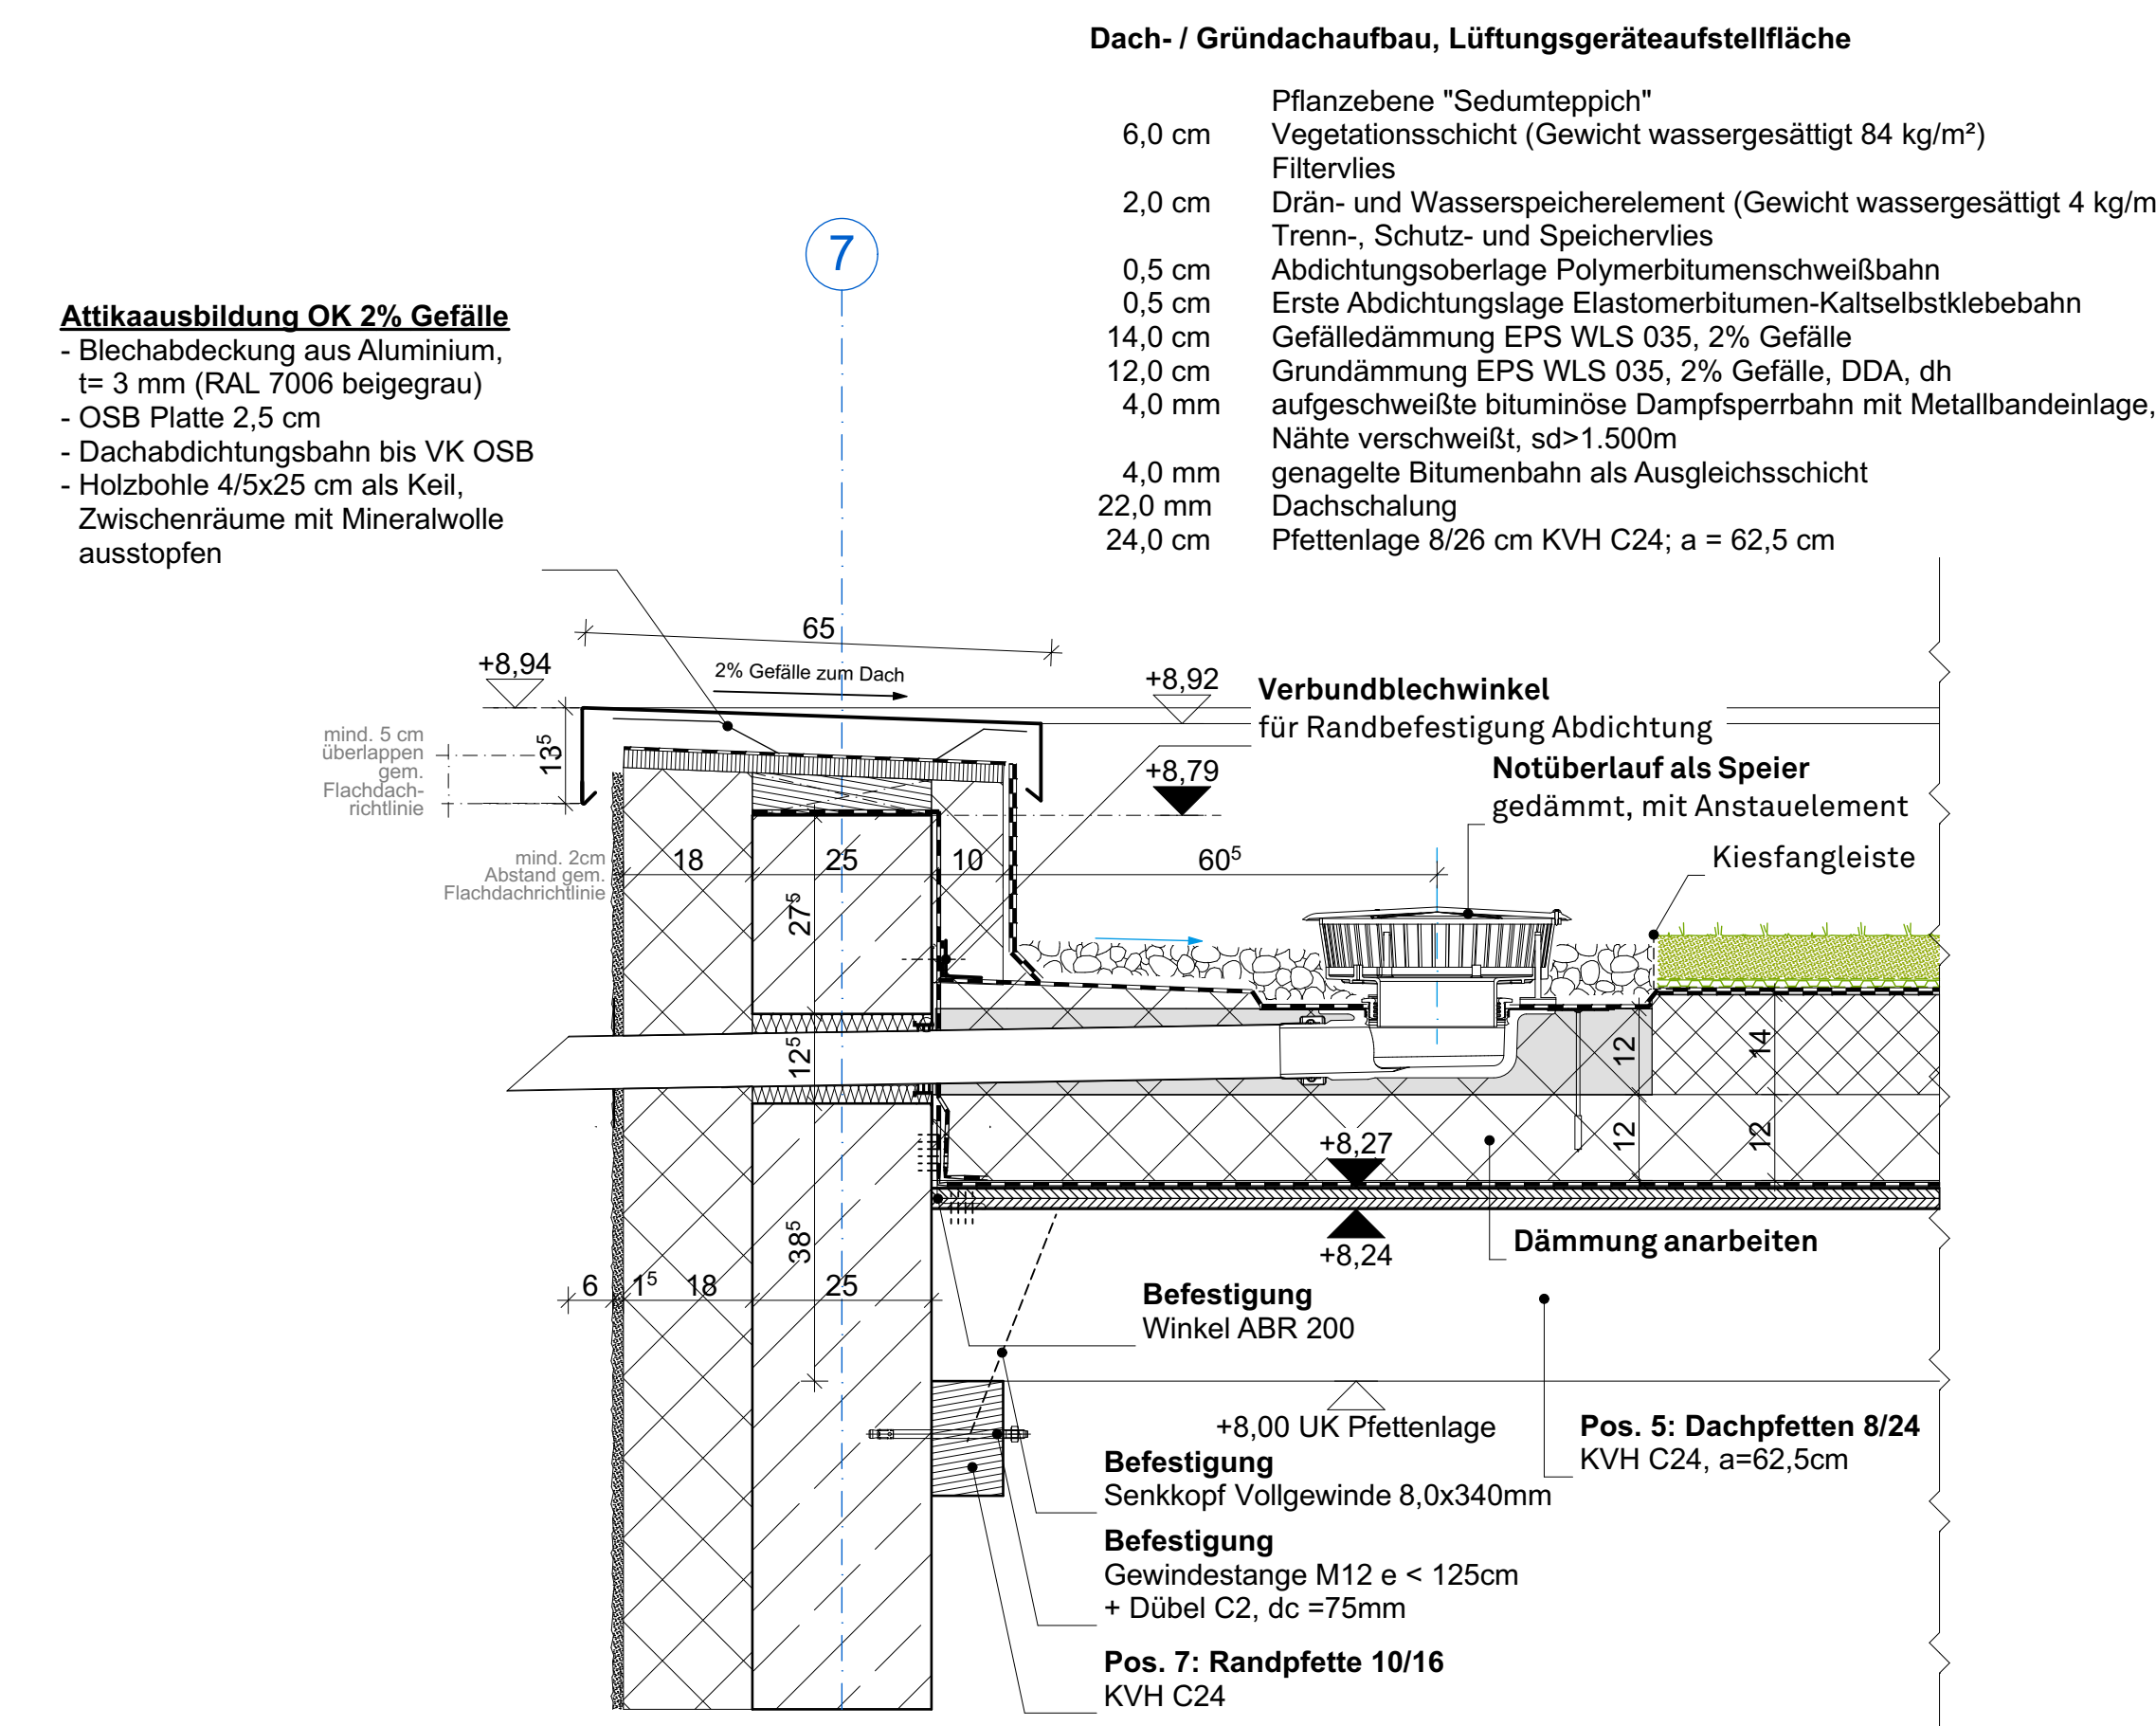 Dach- / Gründachaufbau, Lüftungsgeräteaufstellfläche
Pflanzebene "Sedumteppich"
6,0 cm Vegetationsschicht (Gewicht wassergesättigt 84 kg/m²)
Filtervlies
2,0 cm Drän- und Wasserspeicherelement (Gewicht wassergesättigt 4 kg/m
Trenn-, Schutz- und Speichervlies
0,5 cm Abdichtungsoberlage Polymerbitumenschweißbahn
0,5 cm Erste Abdichtungslage Elastomerbitumen-Kaltselbstklebebahn
14,0 cm Gefälledämmung EPS WLS 035, 2% Gefälle
12,0 cm Grundämmung EPS WLS 035, 2% Gefälle, DDA, dh
4,0 mm aufgeschweißte bituminöse Dampfsperrbahn mit Metallbandeinlage,
Nähte verschweißt, sd>1.500m
4,0 mm genagelte Bitumenbahn als Ausgleichsschicht
22,0 mm Dachschalung
24,0 cm Pfettenlage 8/26 cm KVH C24; a = 62,5 cm
7
Attikaausbildung OK 2% Gefälle
- Blechabdeckung aus Aluminium,
t= 3 mm (RAL 7006 beigegrau)
- OSB Platte 2,5 cm
- Dachabdichtungsbahn bis VK OSB
- Holzbohle 4/5x25 cm als Keil,
Zwischenräume mit Mineralwolle
ausstopfen
65
2% Gefälle zum Dach
+8,94
+8,92
13⁵
mind. 5 cm
überlappen
gem.
Flachdach-
richtlinie
Verbundblechwinkel
für Randbefestigung Abdichtung
+8,79
Notüberlauf als Speier
gedämmt, mit Anstauelement
Kiesfangleiste
mind. 2cm
Abstand gem.
Flachdachrichtlinie
18 25 10 60⁵
27⁵
12⁵
12 14
12 12
+8,27
+8,24
Dämmung anarbeiten
38⁵
6 1⁵ 18 25
Befestigung
Winkel ABR 200
+8,00 UK Pfettenlage
Pos. 5: Dachpfetten 8/24
KVH C24, a=62,5cm
Befestigung
Senkkopf Vollgewinde 8,0x340mm
Befestigung
Gewindestange M12 e < 125cm
+ Dübel C2, dc =75mm
Pos. 7: Randpfette 10/16
KVH C24